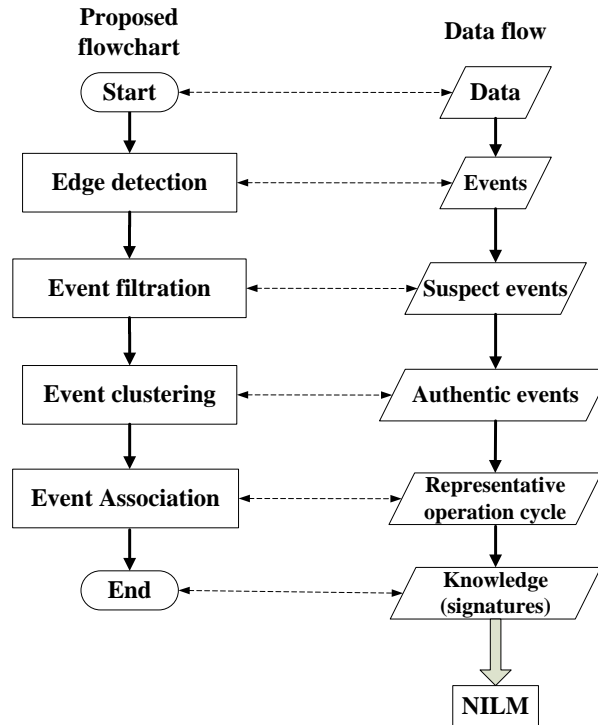 Proposed
flowchart
Data flow
Start
Data
Edge detection
Events
Event filtration
Suspect events
Event clustering
Authentic events
Event Association
Representative
operation cycle
End
Knowledge
(signatures)
NILM